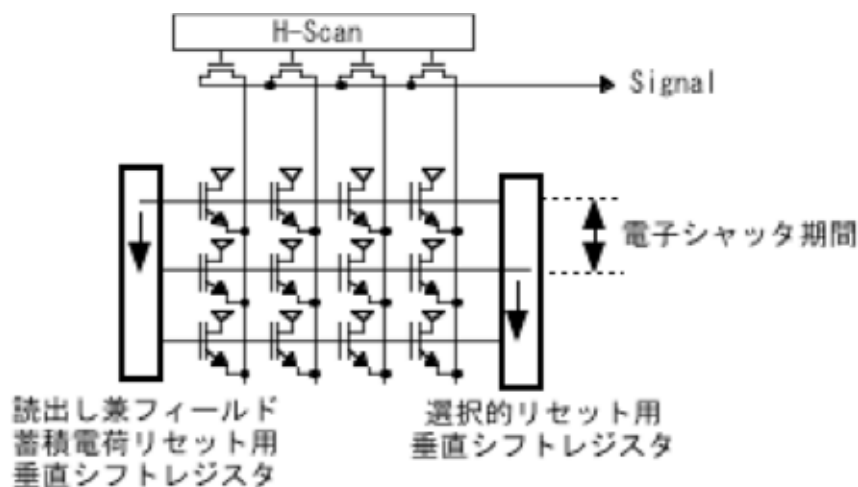 H-Scan
Signal
電子シャッタ期間
読出し兼フィールド
蓄積電荷リセット用
垂直シフトレジスタ
選択的リセット用
垂直シフトレジスタ